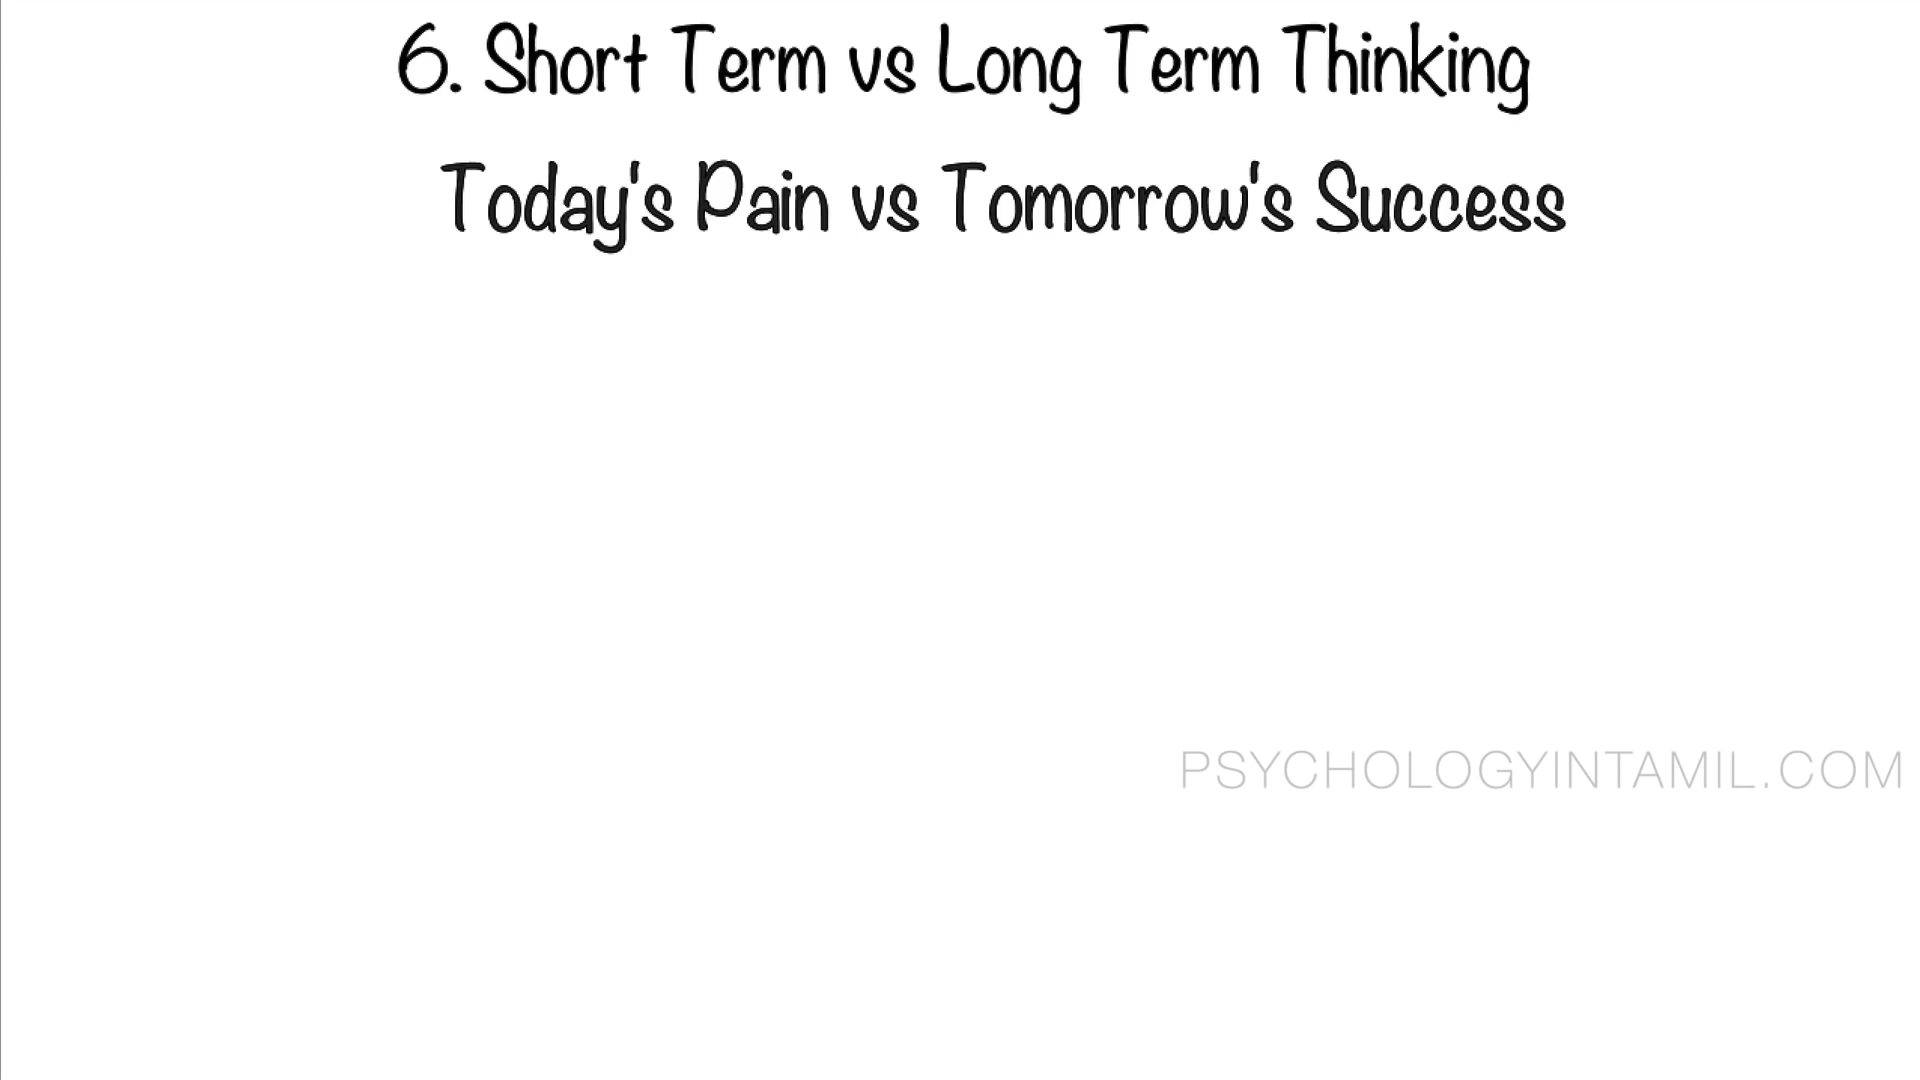 6. Short Term vs Long Term Thinking
Today's Pain vs Tomorrow's Success
PSYCHOLOGYINTAMIL.COM